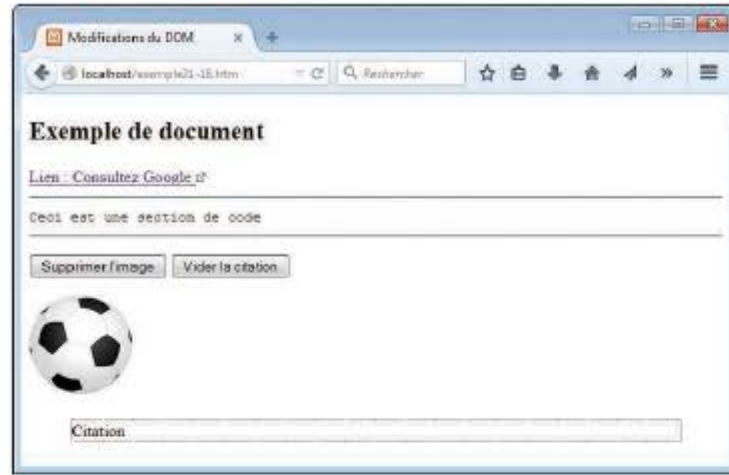 Modifications du DOM
localhost/exemple21-18.htm
Rechercher
Exemple de document
Lien : Consultez Google
Ceci est une section de code
Supprimer l'image Vider la citation
Citation